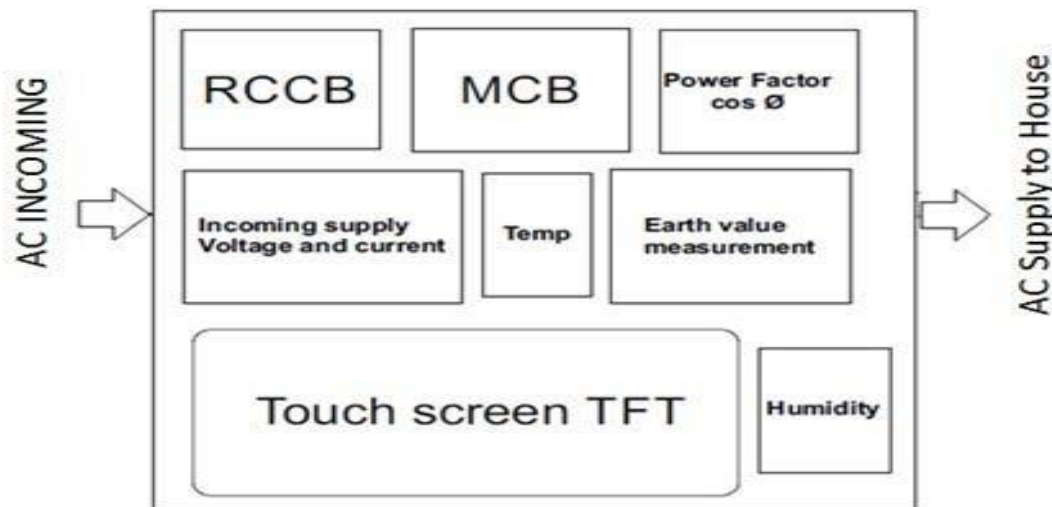 AC INCOMING
RCCB
MCB
Power Factor
cos Ø
Incoming supply
Voltage and current
Temp
Earth value
measurement
Touch screen TFT
Humidity
AC Supply to House